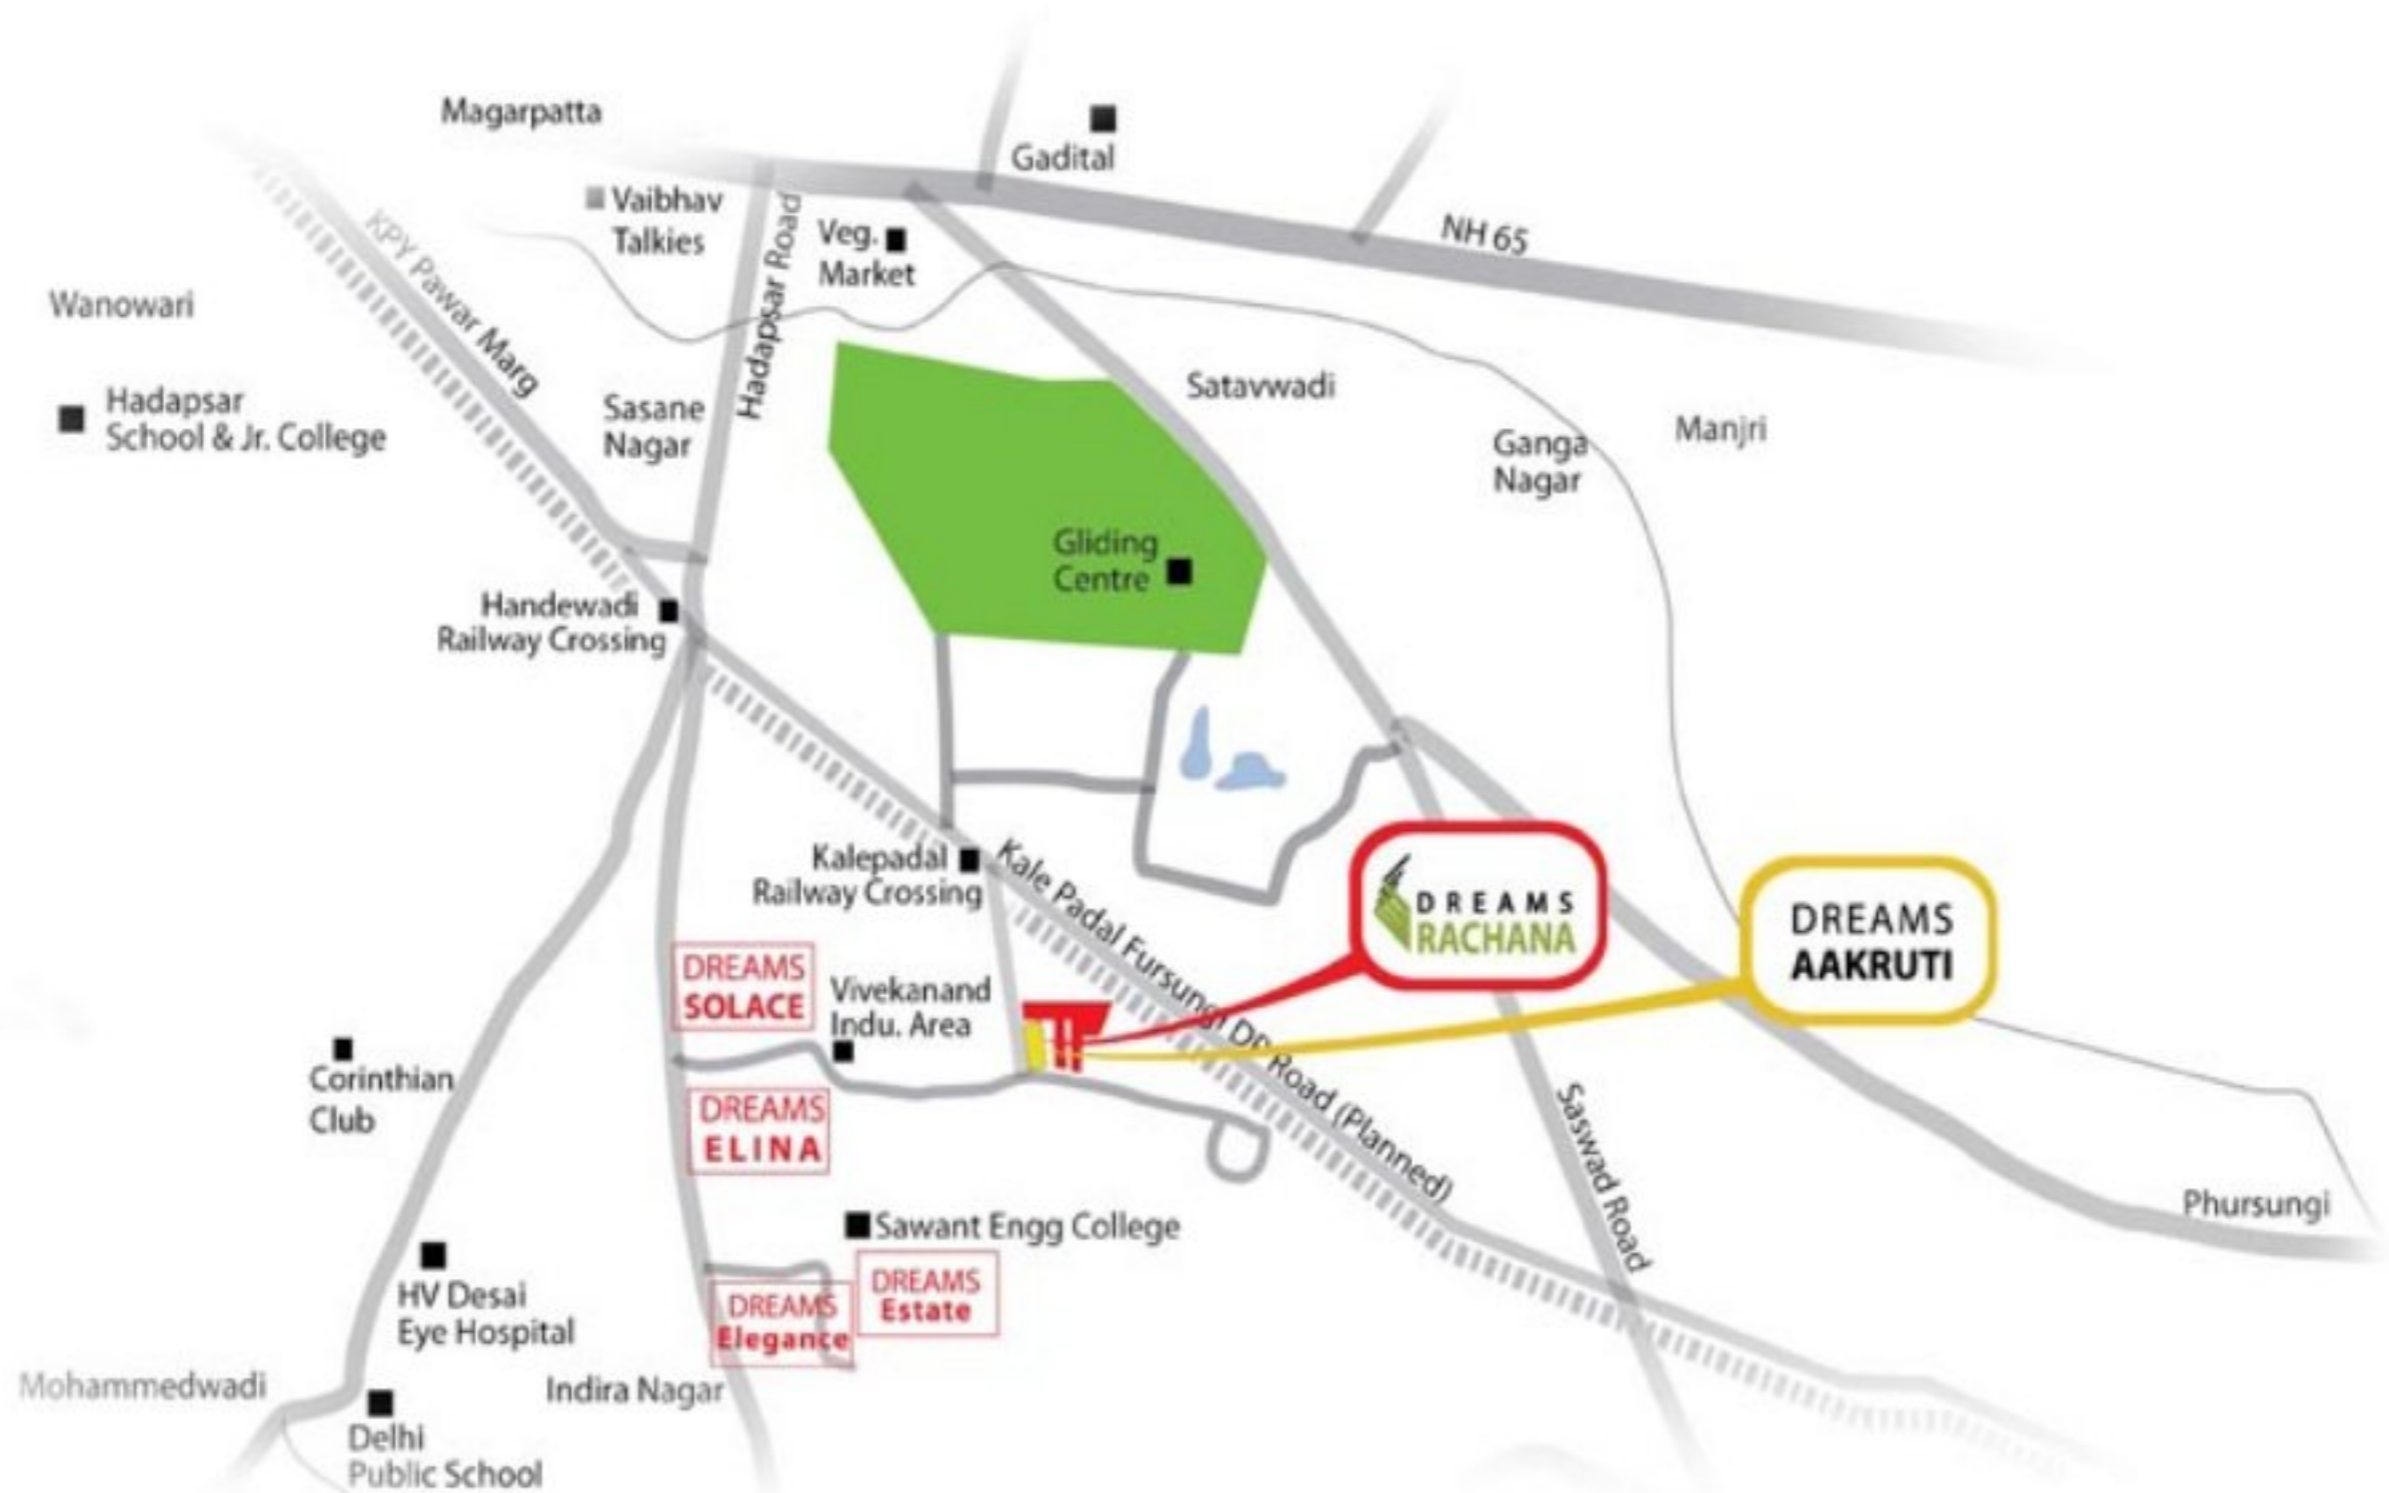 Magarpatta
Gadital
Vaibhav
Talkies
Hadapsar Road
Veg.
Market
NH 65
KPY Pawar Marg
Wanowari
Hadapsar
School & Jr. College
Sasane
Nagar
Satavwadi
Ganga
Nagar
Manjri
Gliding
Centre
Handewadi
Railway Crossing
Kalepadal
Railway Crossing
Kale Padal Fursungi DP Road (Planned)
DREAMS
RACHANA
DREAMS
AAKRUTI
DREAMS
SOLACE
Vivekanand
Indu. Area
Corinthian
Club
DREAMS
ELINA
Saswad Road
Phursungi
Sawant Engg College
HV Desai
Eye Hospital
DREAMS
Elegance
DREAMS
Estate
Mohammedwadi
Indira Nagar
Delhi
Public School